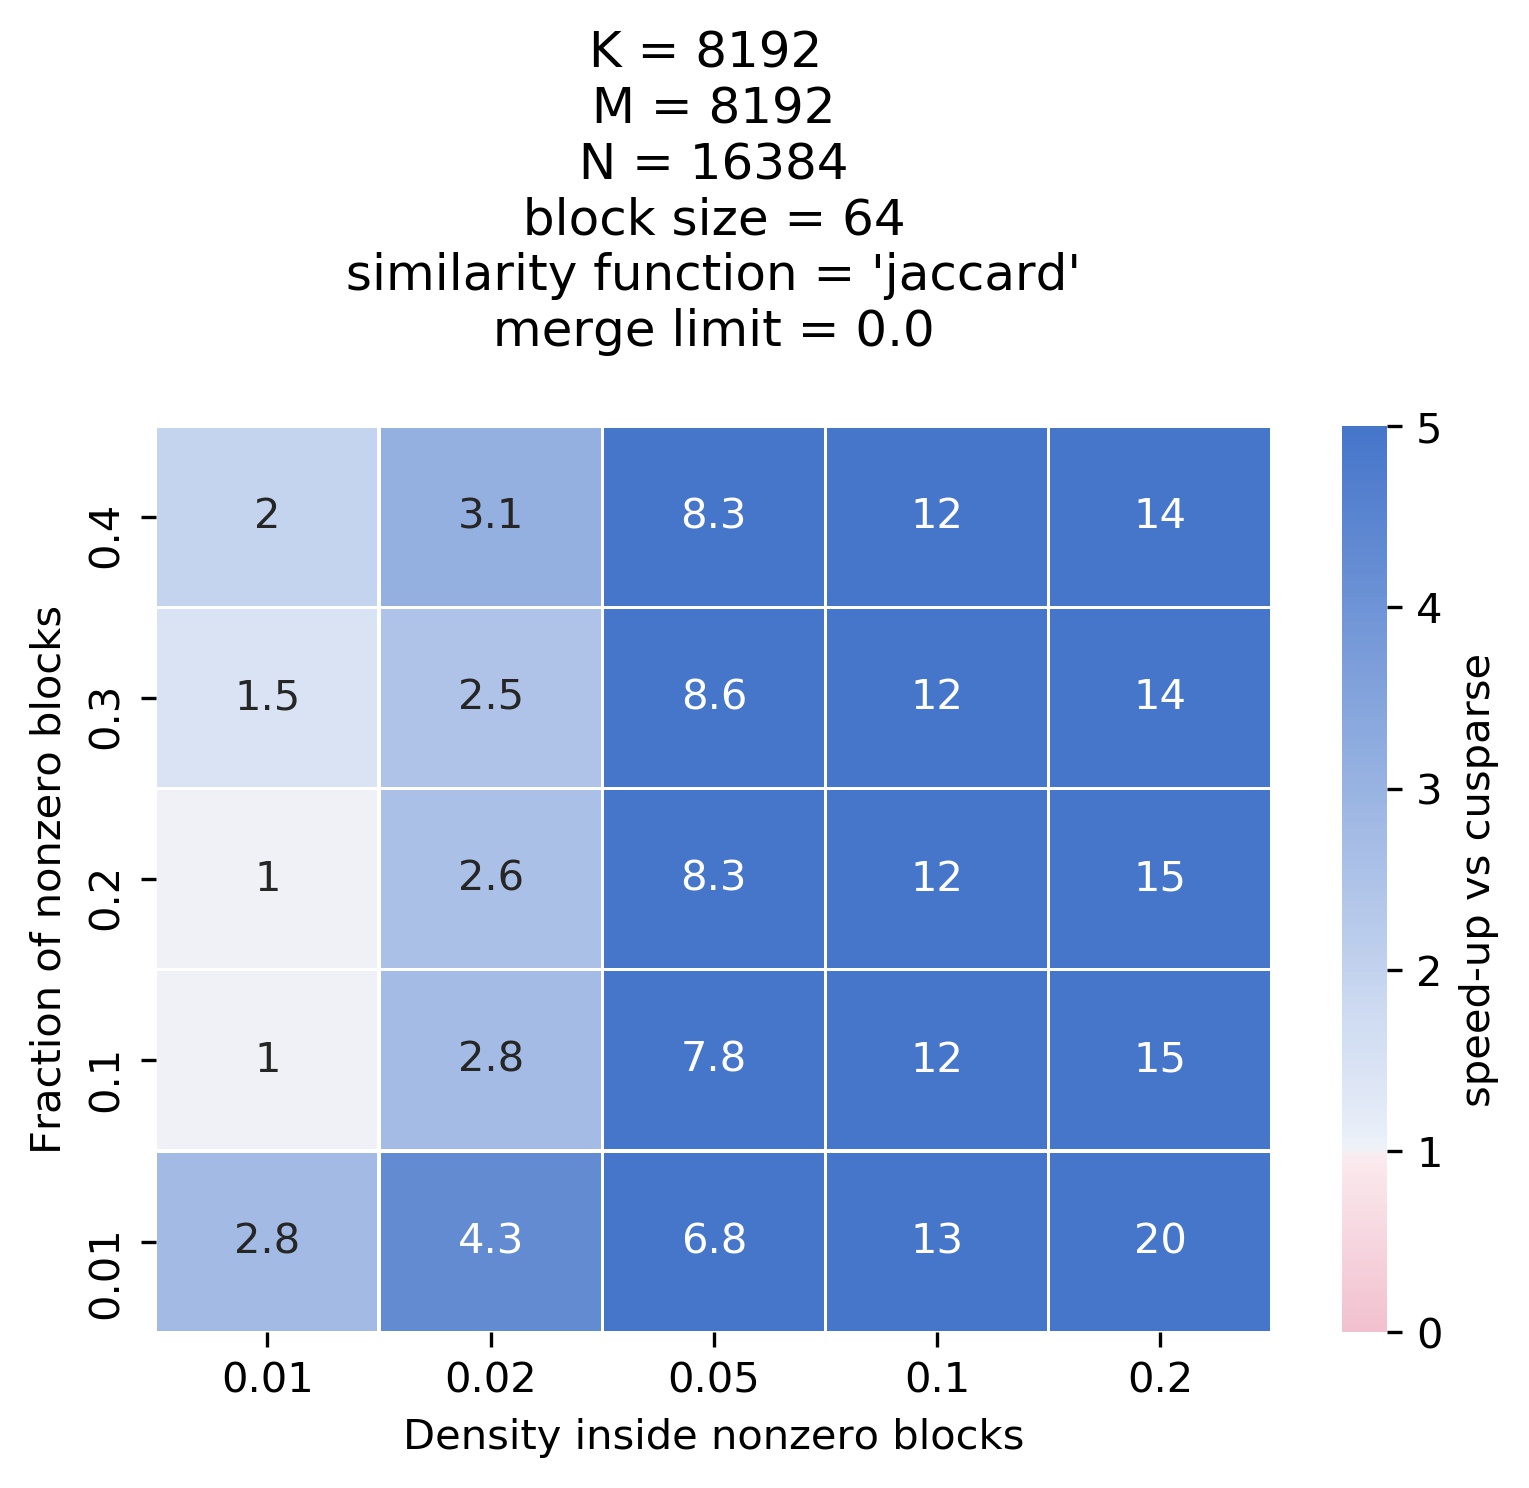 K = 8192
M = 8192
N = 16384
block size = 64
similarity function = 'jaccard'
merge limit = 0.0
Fraction of nonzero blocks
0.4
0.3
0.2
0.1
0.01
2 3.1 8.3 12 14
1.5 2.5 8.6 12 14
1 2.6 8.3 12 15
1 2.8 7.8 12 15
2.8 4.3 6.8 13 20
0.01 0.02 0.05 0.1 0.2
Density inside nonzero blocks
5
4
3
2
1
0
speed-up vs cusparse